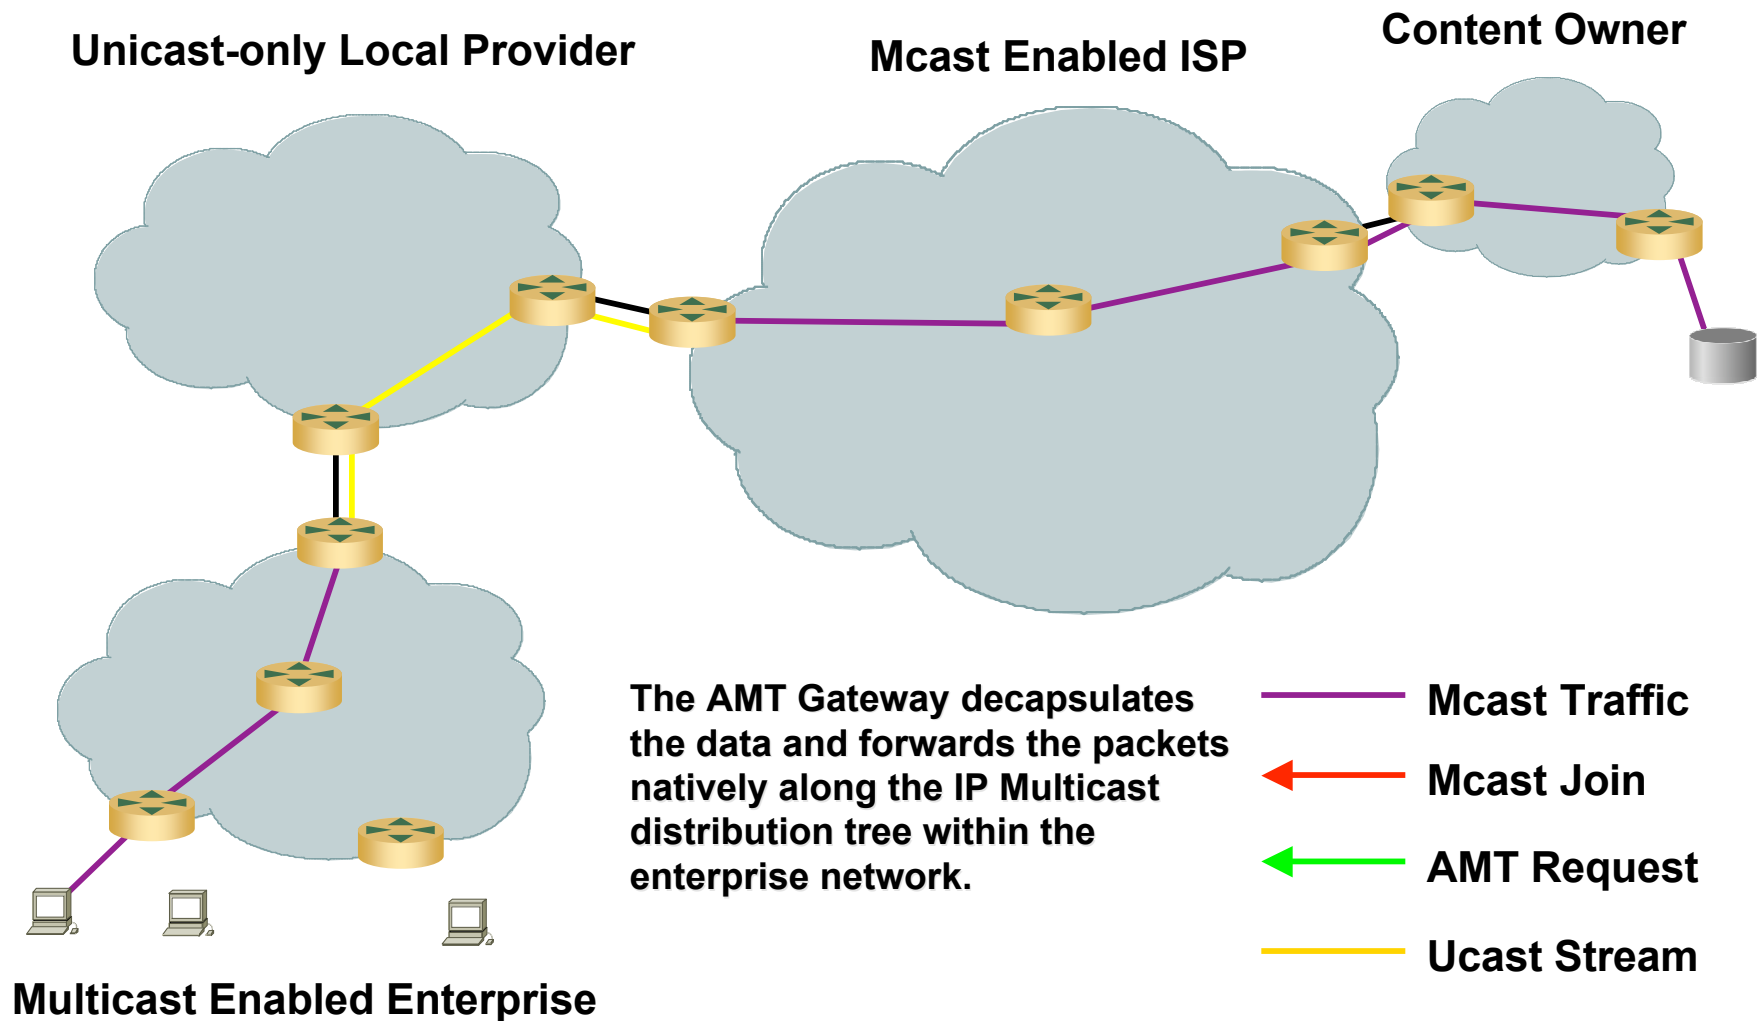 Unicast-only Local Provider
Mcast Enabled ISP
Content Owner
The AMT Gateway decapsulates
the data and forwards the packets
natively along the IP Multicast
distribution tree within the
enterprise network.
Mcast Traffic
Mcast Join
AMT Request
Ucast Stream
Multicast Enabled Enterprise